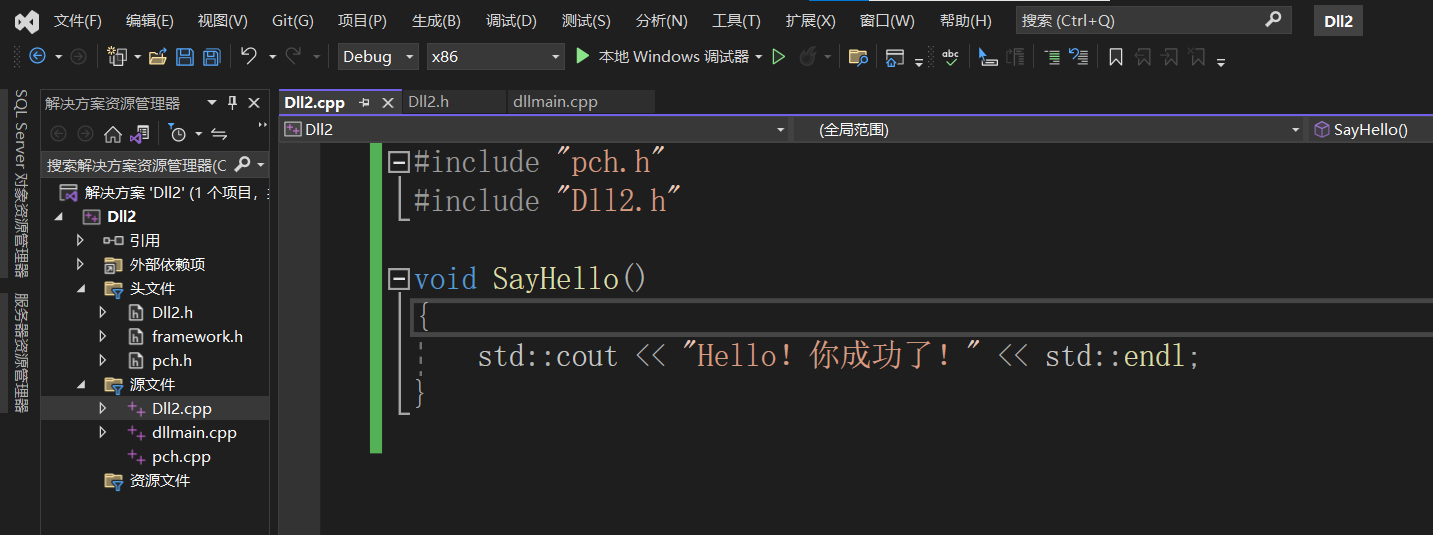 文件(F) 编辑(E) 视图(V) Git(G) 项目(P) 生成(B) 调试(D) 测试(S) 分析(N) 工具(T) 扩展(X) 窗口(W) 帮助(H) 搜索 (Ctrl+Q) Dll2
Debug x86 本地 Windows 调试器 abc
SQL Server 对象资源管理器
服务器资源管理器
解决方案资源管理器
搜索解决方案资源管理器(C
解决方案 'Dll2' (1 个项目,
Dll2
引用
外部依赖项
头文件
Dll2.h
framework.h
pch.h
源文件
Dll2.cpp
dllmain.cpp
pch.cpp
资源文件
Dll2.cpp Dll2.h dllmain.cpp
Dll2 (全局范围) SayHello()
#include "pch.h"
#include "Dll2.h"
void SayHello()
{
std::cout << "Hello! 你成功了! " << std::endl;
}